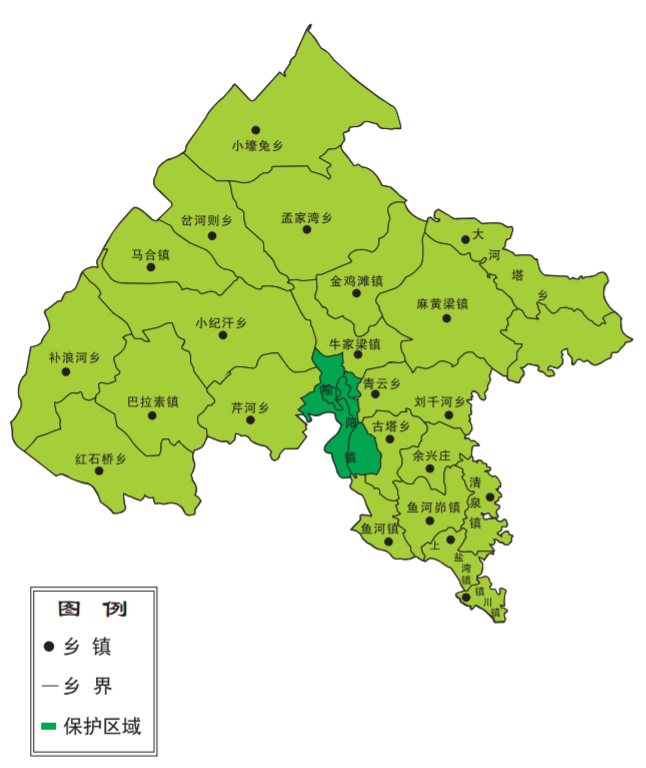 小壕兔乡
岔河则乡
孟家湾乡
大河塔乡
马合镇
金鸡滩镇
麻黄梁镇
小纪汗乡
牛家梁镇
补浪河乡
青云乡
巴拉素镇
芹河乡
榆阳镇
刘千河乡
古塔乡
红石桥乡
余兴庄
清泉镇
鱼河峁镇
鱼河镇
上盐湾镇
镇川镇
图 例
乡 镇
乡 界
保护区域